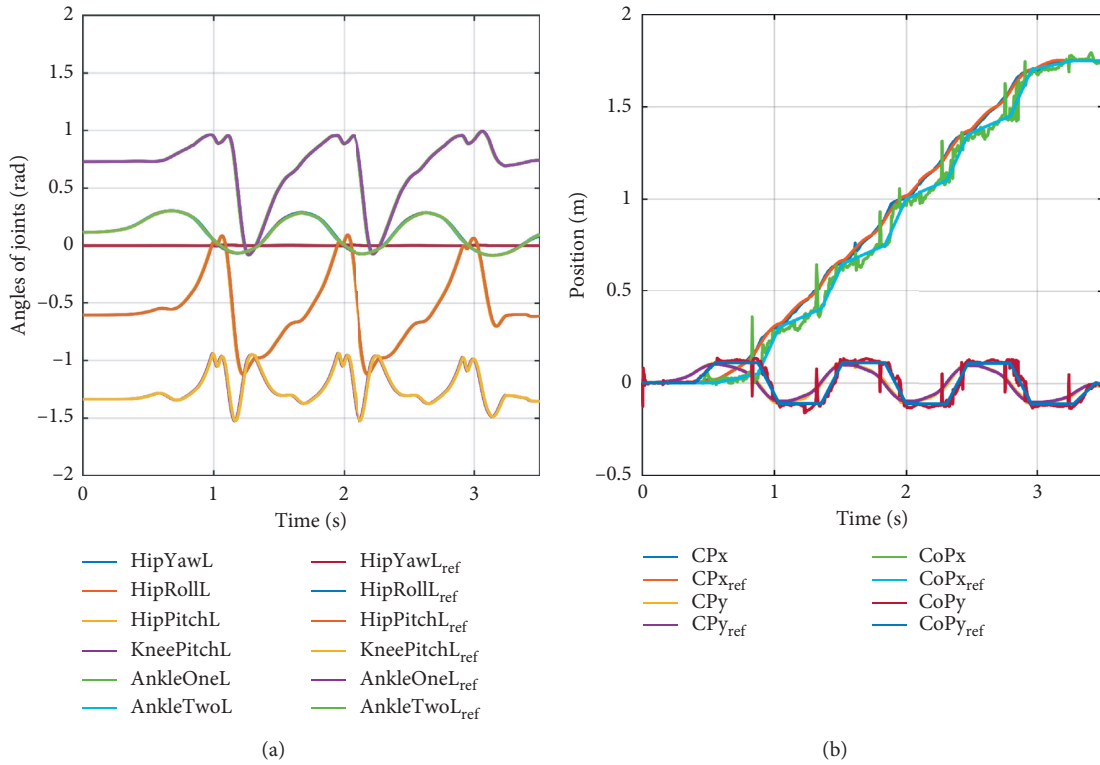 2
1.5
1
0.5
0
−0.5
−1
−1.5
−2
Angles of joints (rad)
0 1 2 3
Time (s)
HipYawL HipYawLref
HipRollL HipRollLref
HipPitchL HipPitchLref
KneePitchL KneePitchLref
AnkleOneL AnkleOneLref
AnkleTwoL AnkleTwoLref
(a)
2
1.5
1
0.5
0
−0.5
Position (m)
0 1 2 3
Time (s)
CPx CoPx
CPxref CoPxref
CPy CoPy
CPyref CoPyref
(b)